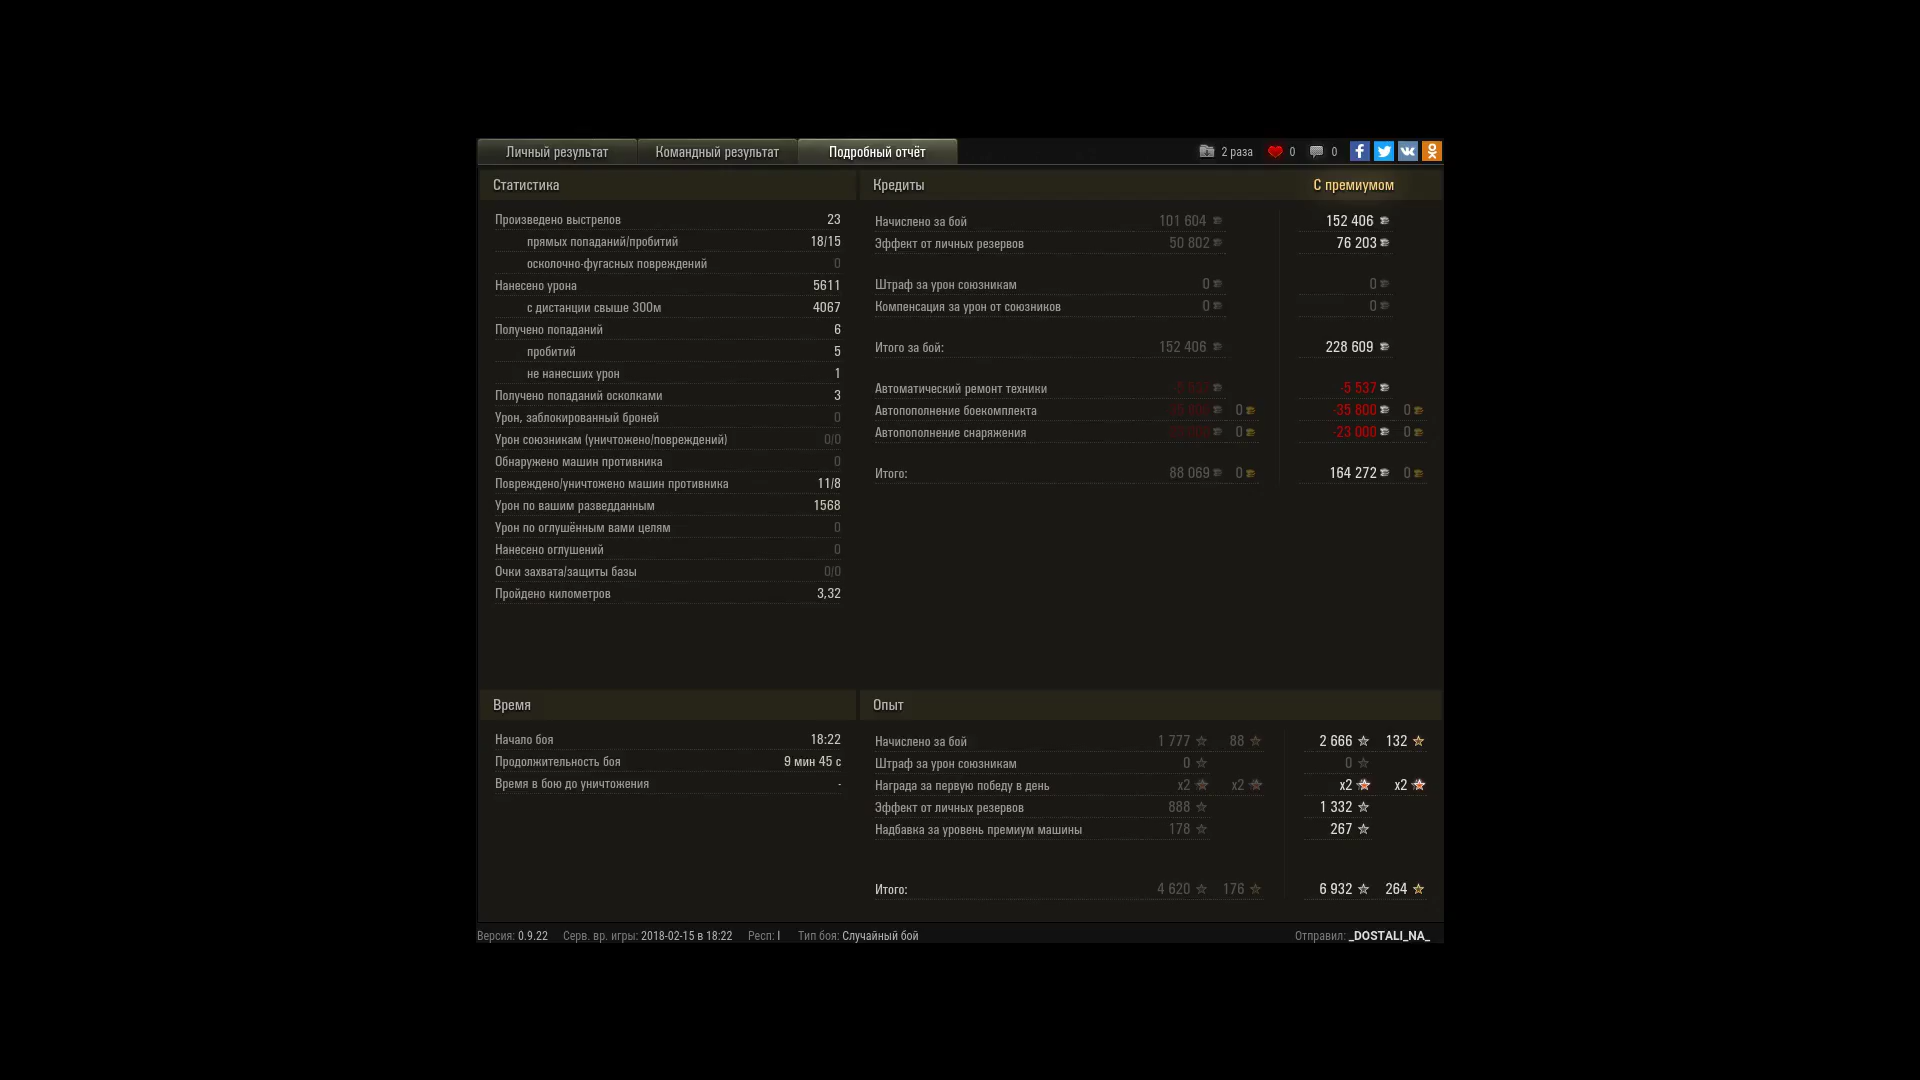 Личный результат Командный результат Подробный отчёт 2 раза 0 0
Статистика
Произведено выстрелов 23
прямых попаданий/пробитий 18/15
осколочно-фугасных повреждений 0
Нанесено урона 5611
с дистанции свыше 300м 4067
Получено попаданий 6
пробитий 5
не нанесших урон 1
Получено попаданий осколками 3
Урон, заблокированный броней 0
Урон союзникам (уничтожено/повреждений) 0/0
Обнаружено машин противника 0
Повреждено/уничтожено машин противника 11/8
Урон по вашим разведданным 1568
Урон по оглушённым вами целям 0
Нанесено оглушений 0
Очки захвата/защиты базы 0/0
Пройдено километров 3,32
Кредиты С премиумом
Начислено за бой 101 604 152 406
Эффект от личных резервов 50 802 76 203
Штраф за урон союзникам 0 0
Компенсация за урон от союзников 0 0
Итого за бой: 152 406 228 609
Автоматический ремонт техники -5 537
Автопополнение боекомплекта 0 -35 800 0
Автопополнение снаряжения 0 -23 000 0
Итого: 88 069 0 164 272 0
Время
Начало боя 18:22
Продолжительность боя 9 мин 45 с
Время в бою до уничтожения -
Опыт
Начислено за бой 1 777 88 2 666 132
Штраф за урон союзникам 0 0
Награда за первую победу в день x2 x2 x2 x2
Эффект от личных резервов 888 1 332
Надбавка за уровень премиум машины 178 267
Итого: 4 620 176 6 932 264
Версия: 0.9.22 Серв. вр. игры: 2018-02-15 в 18:22 Респ: I Тип боя: Случайный бой Отправил: _DOSTALI_NA_